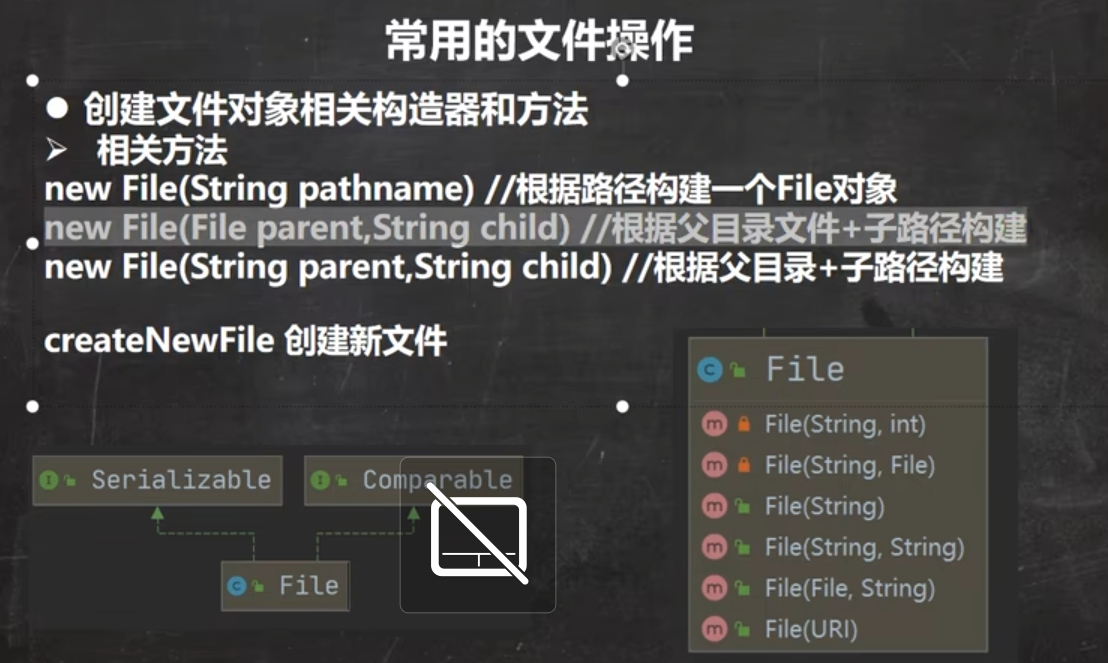 常用的文件操作
● 创建文件对象相关构造器和方法
➢ 相关方法
new File(String pathname) //根据路径构建一个File对象
new File(File parent,String child) //根据父目录文件+子路径构建
new File(String parent,String child) //根据父目录+子路径构建
createNewFile 创建新文件
Serializable
Comparable
File
File
File(String, int)
File(String, File)
File(String)
File(String, String)
File(File, String)
File(URI)